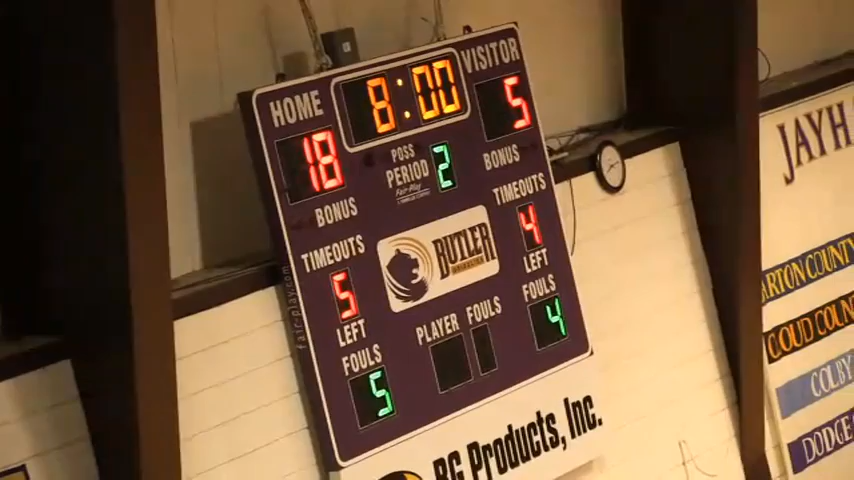 HOME 8:00 VISITOR
18 POSS 5
PERIOD 2
Fair-Play
BONUS BONUS
TIMEOUTS TIMEOUTS
5 4
BUTLER
LEFT LEFT
FOULS PLAYER FOULS FOULS
5 4
fair-play.com
BG PRODUCTS, INC.
JAYH
ARTON COUNTY
CLOUD COUN
COLBY
DODGE